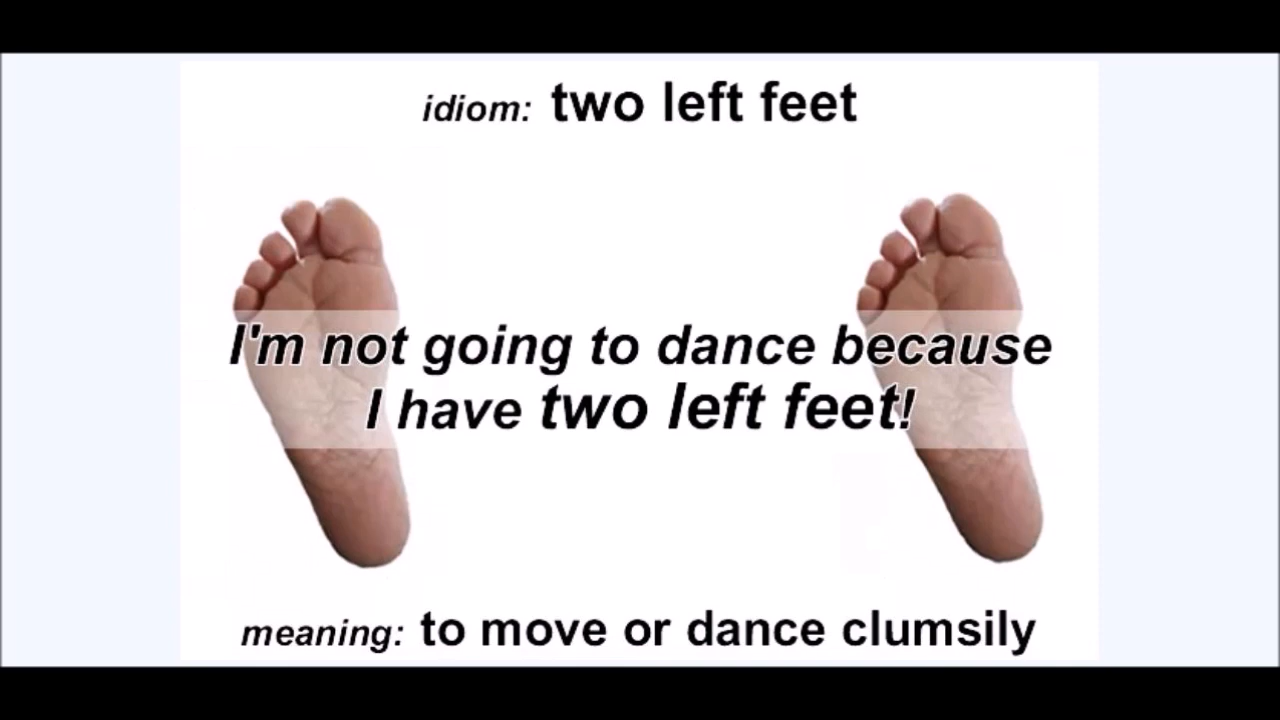 idiom: two left feet
I'm not going to dance because
I have two left feet!
meaning: to move or dance clumsily